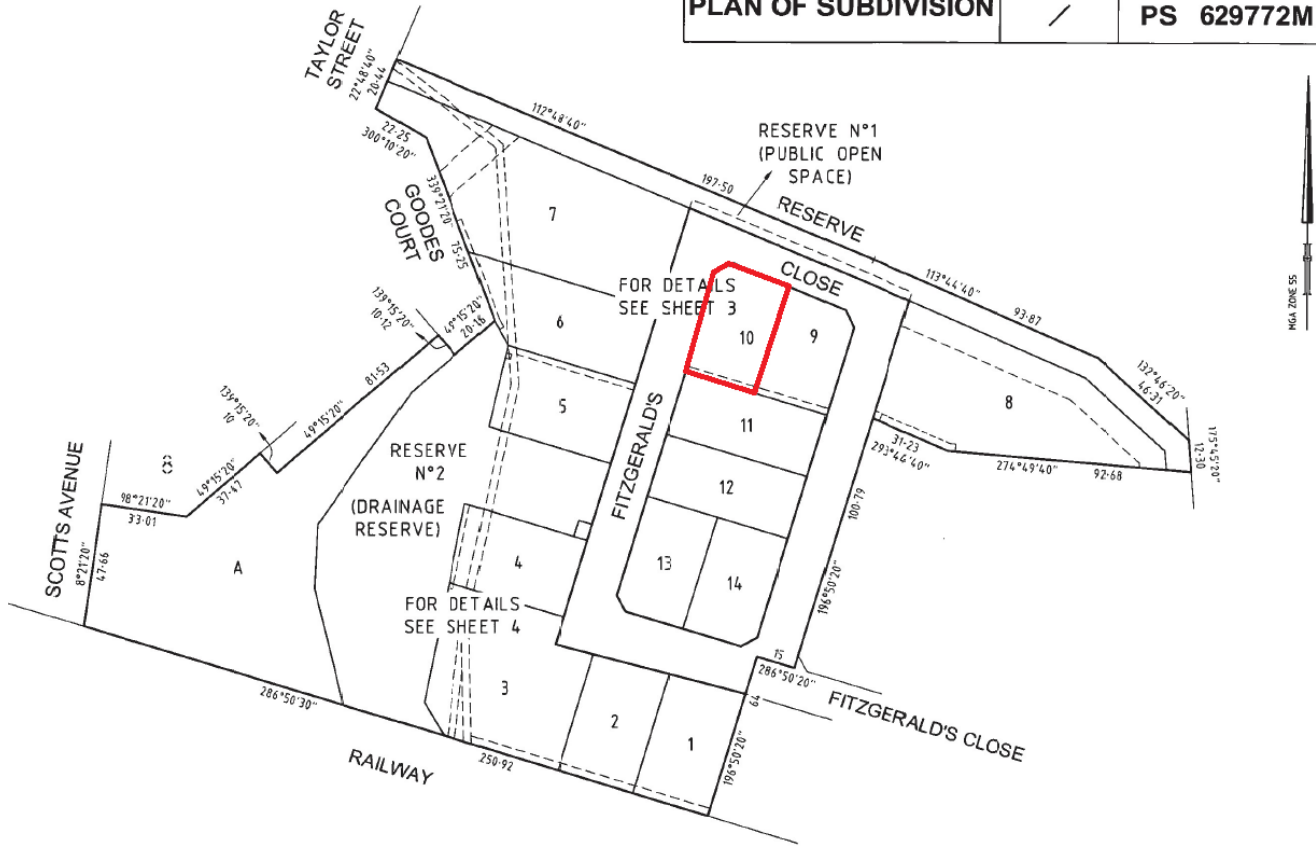 PLAN OF SUBDIVISION
/
PS 629772M
TAYLOR
STREET
22°48'40"
20·44
22·25
300°10'20"
112°48'40"
197·50
RESERVE N°1
(PUBLIC OPEN
SPACE)
RESERVE
CLOSE
113°44'40"
93·87
132°46'20"
46·31
175°45'20"
12·30
MGA ZONE 55
GOODES
COURT
339°21'20"
75·25
7
FOR DETAILS
SEE SHEET 3
6
10
9
8
139°15'20"
10·12
49°15'20"
20·16
81·53
49°15'20"
5
11
31·23
293°44'40"
274°49'40"
92·68
139°15'20"
10
RESERVE
N°2
(DRAINAGE
RESERVE)
FITZGERALD'S
12
100·79
196°50'20"
SCOTTS AVENUE
98°21'20"
33·01
49°15'20"
37·47
8°21'20"
47·66
A
4
13
14
FOR DETAILS
SEE SHEET 4
15
286°50'20"
FITZGERALD'S CLOSE
3
2
1
64
196°50'20"
286°50'30"
250·92
RAILWAY